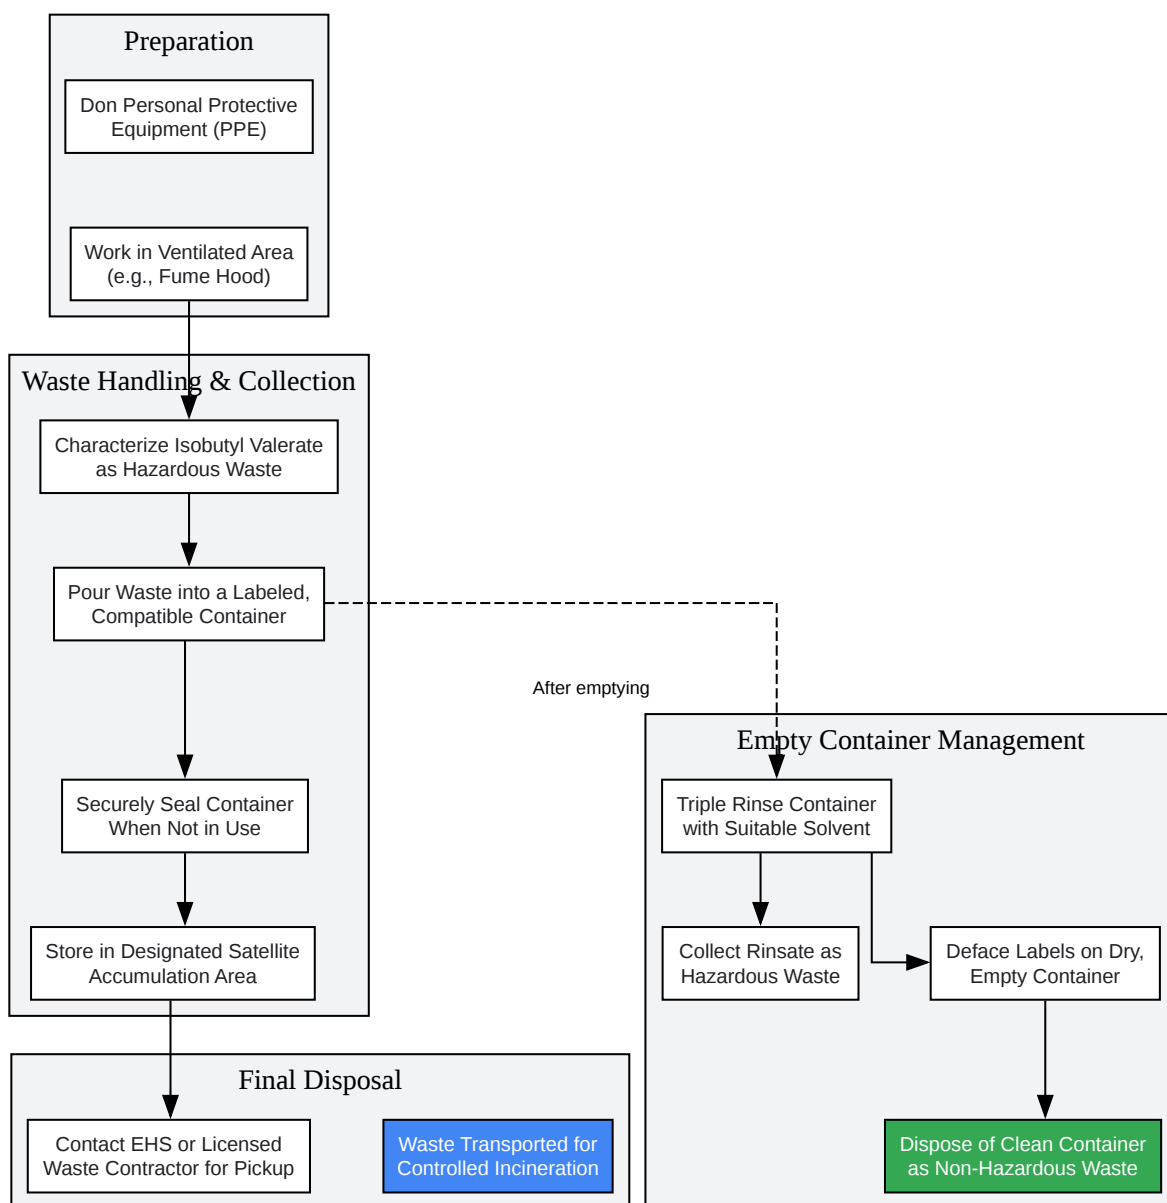 Preparation
Don Personal Protective
Equipment (PPE)
Work in Ventilated Area
(e.g., Fume Hood)
Waste Handling & Collection
Characterize Isobutyl Valerate
as Hazardous Waste
Pour Waste into a Labeled,
Compatible Container
After emptying
Securely Seal Container
When Not in Use
Store in Designated Satellite
Accumulation Area
Empty Container Management
Triple Rinse Container
with Suitable Solvent
Collect Rinsate as
Hazardous Waste
Deface Labels on Dry,
Empty Container
Dispose of Clean Container
as Non-Hazardous Waste
Final Disposal
Contact EHS or Licensed
Waste Contractor for Pickup
Waste Transported for
Controlled Incineration